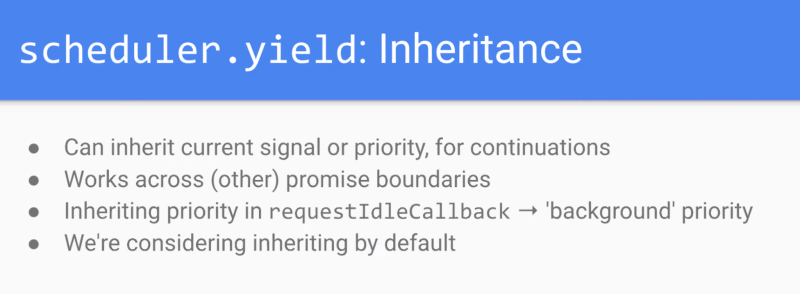 scheduler.yield: Inheritance
● Can inherit current signal or priority, for continuations
● Works across (other) promise boundaries
● Inheriting priority in requestIdleCallback → 'background' priority
● We're considering inheriting by default